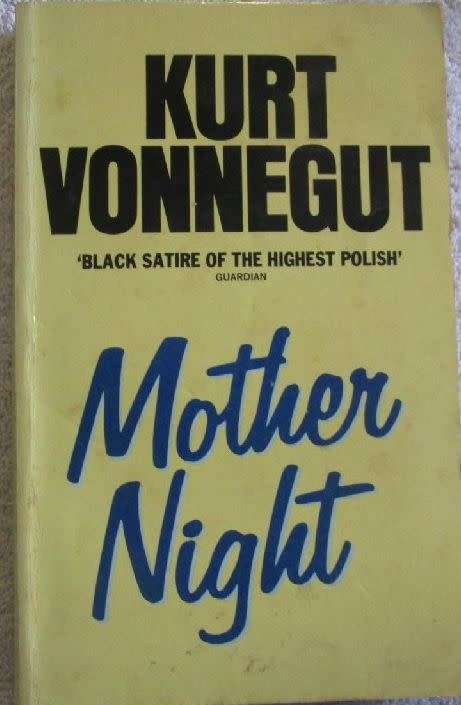 KURT
VONNEGUT
‘BLACK SATIRE OF THE HIGHEST POLISH’
GUARDIAN
Mother
Night